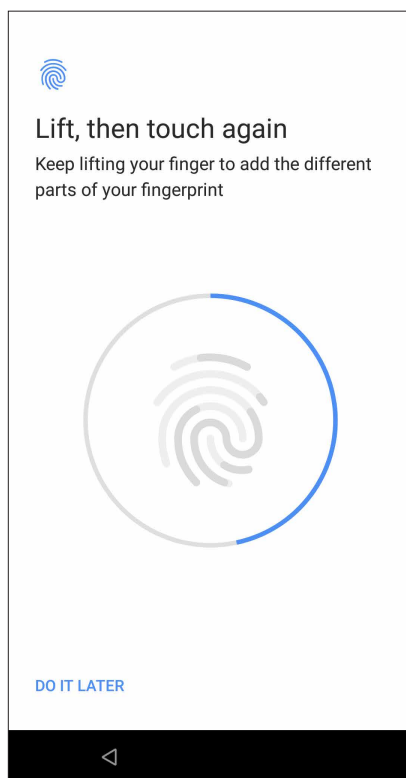 Lift, then touch again
Keep lifting your finger to add the different
parts of your fingerprint
DO IT LATER